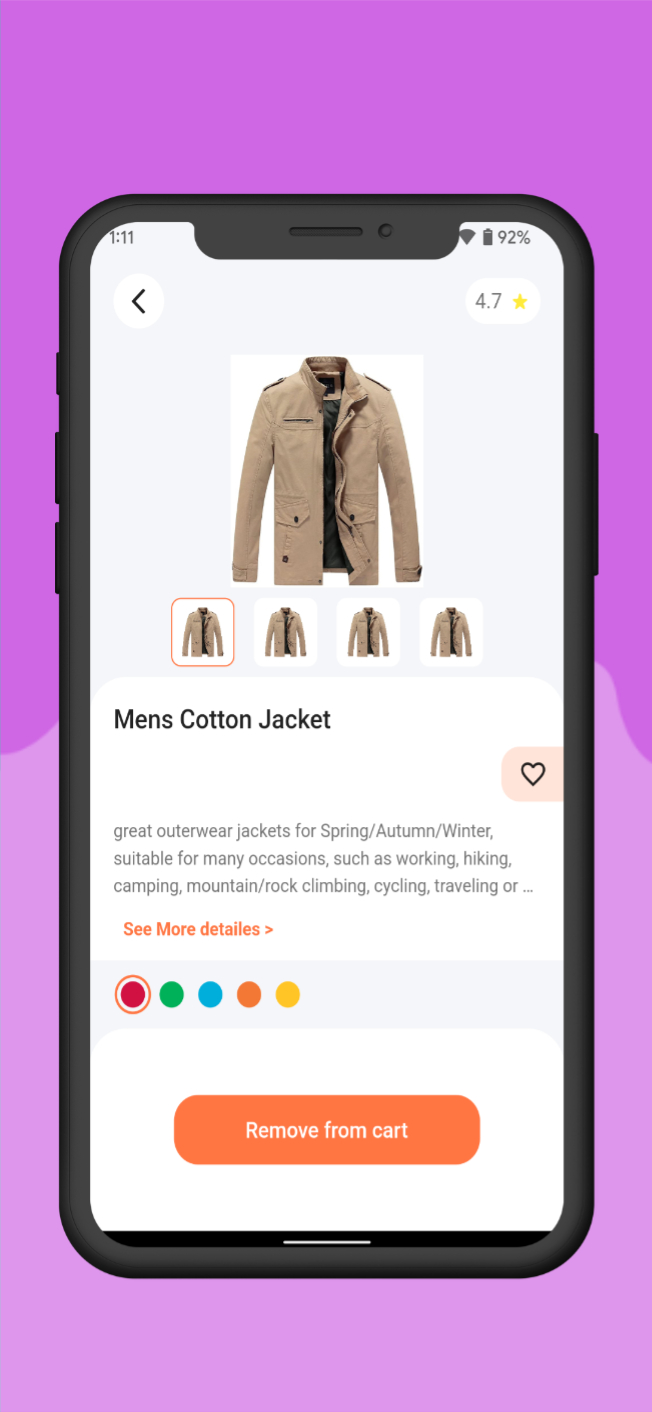 1:11
92%
4.7
Mens Cotton Jacket
great outerwear jackets for Spring/Autumn/Winter,
suitable for many occasions, such as working, hiking,
camping, mountain/rock climbing, cycling, traveling or ...
See More detailes >
Remove from cart